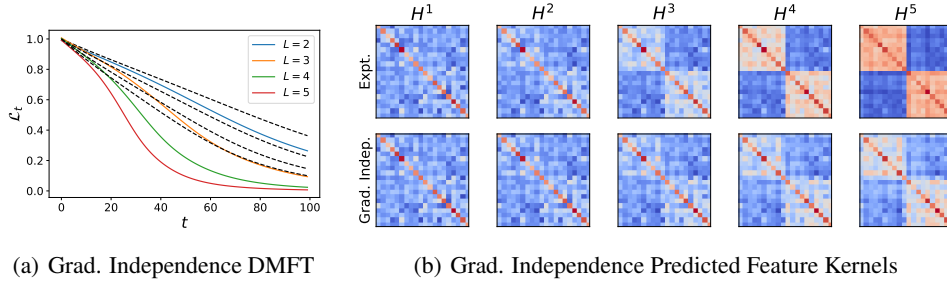 H^1 H^2 H^3 H^4 H^5
1.0
0.8
0.6
0.4
0.2
0.0
\mathcal{L}_t
L = 2
L = 3
L = 4
L = 5
0 20 40 60 80 100
t
Expt.
Grad. Indep.
(a) Grad. Independence DMFT
(b) Grad. Independence Predicted Feature Kernels